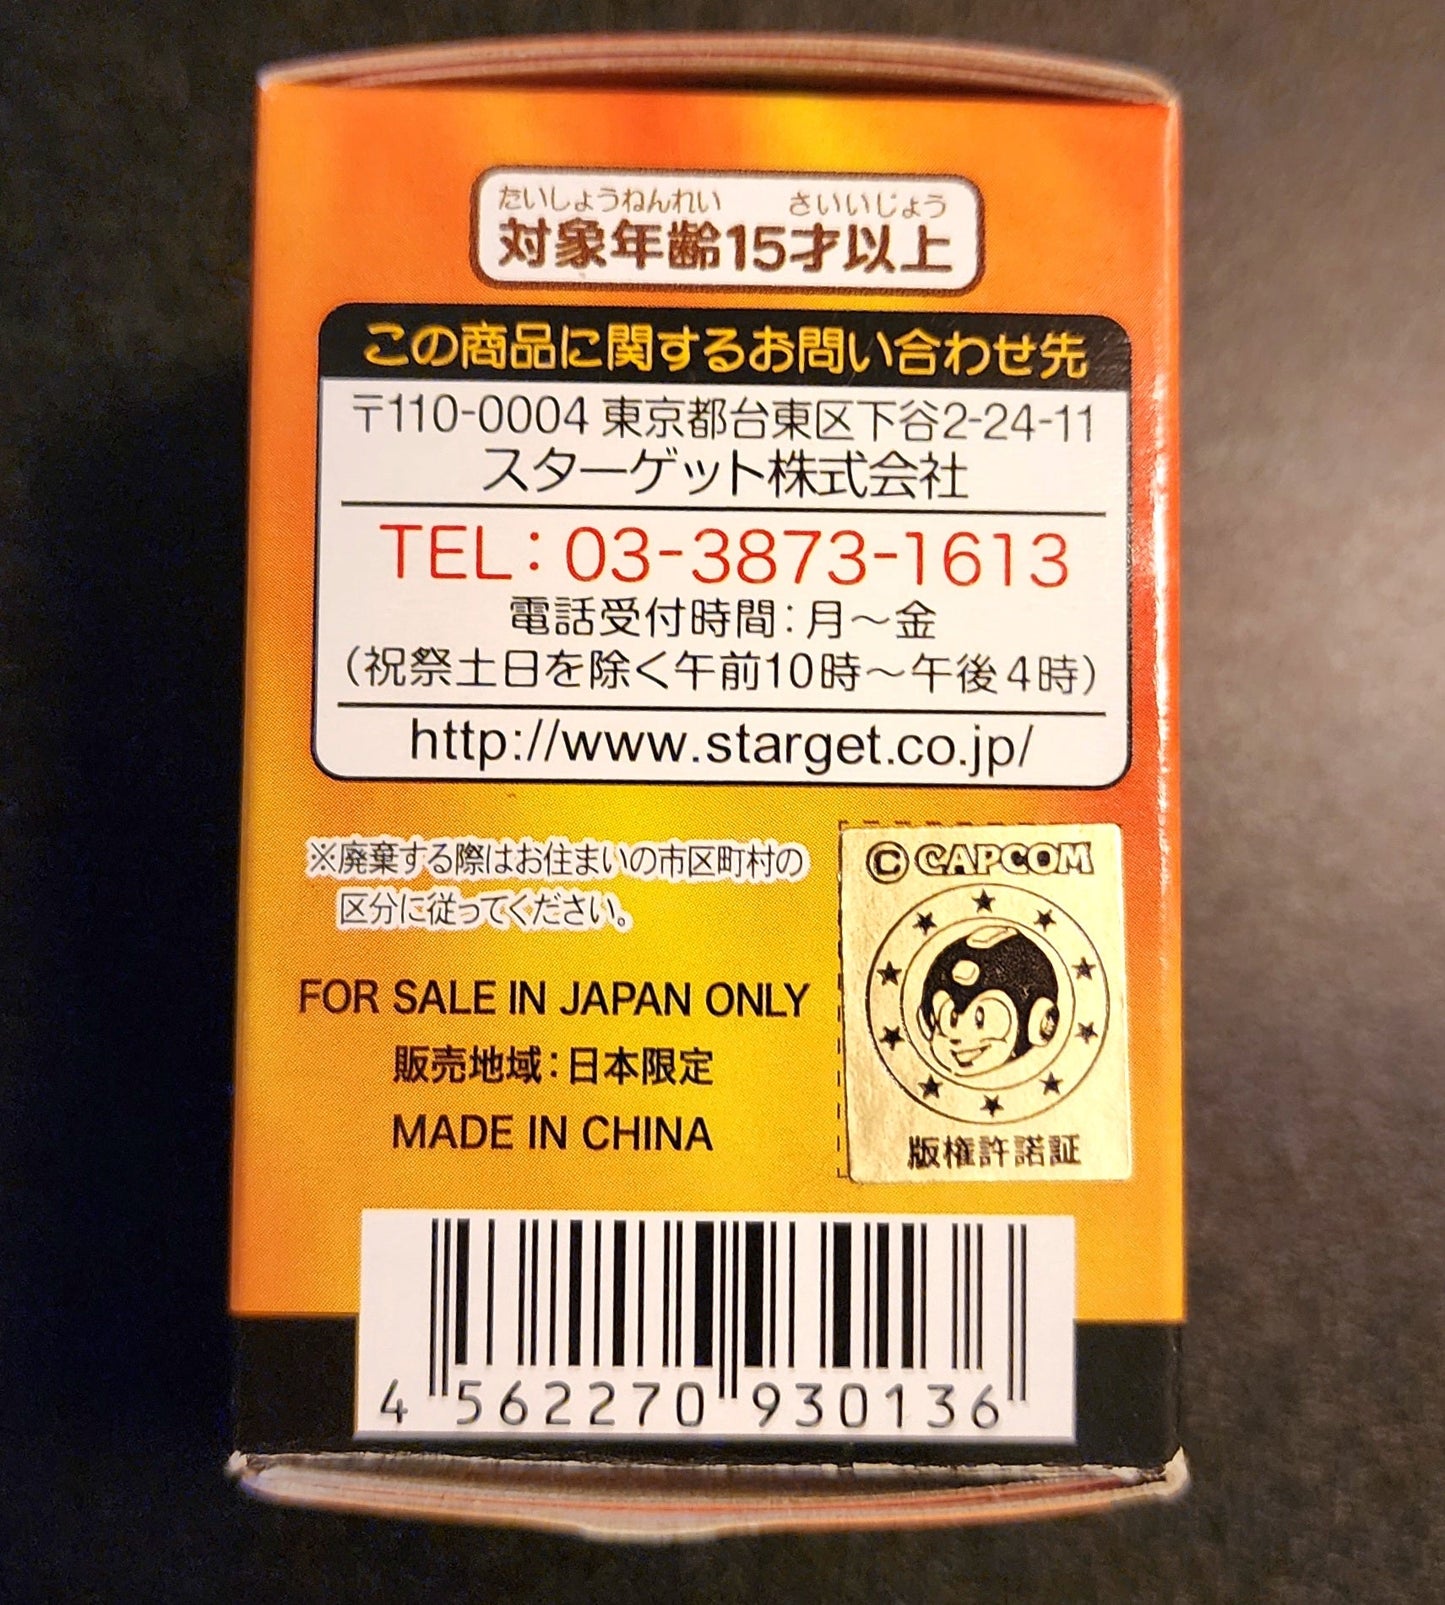 たいしょうねんれい さいいじょう
対象年齢15才以上
この商品に関するお問い合わせ先
〒110-0004 東京都台東区下谷2-24-11
スターゲット株式会社
TEL：03-3873-1613
電話受付時間：月～金
（祝祭土日を除く午前10時～午後4時）
http://www.starget.co.jp/
※廃棄する際はお住まいの市区町村の
区分に従ってください。
FOR SALE IN JAPAN ONLY
販売地域：日本限定
MADE IN CHINA
© CAPCOM
版権許諾証
4 562270 930136